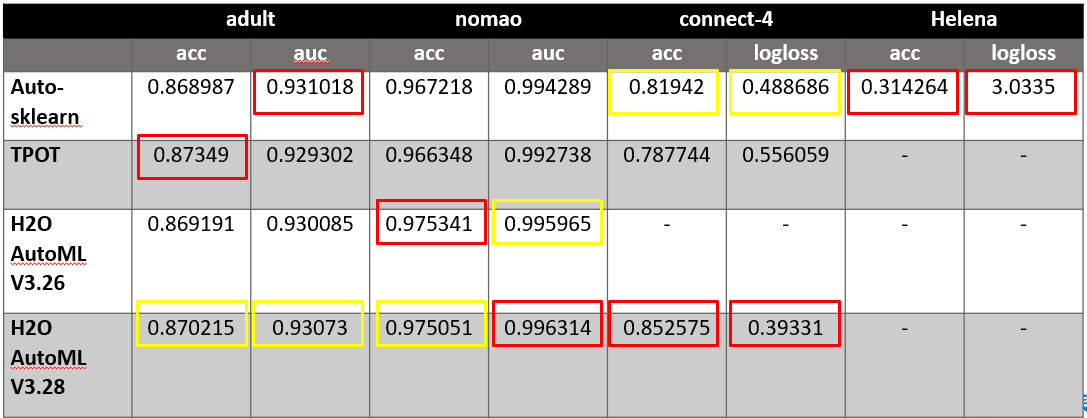 adult nomao connect-4 Helena
acc auc acc auc acc logloss acc logloss
Auto- 0.868987 0.931018 0.967218 0.994289 0.81942 0.488686 0.314264 3.0335
sklearn
TPOT 0.87349 0.929302 0.966348 0.992738 0.787744 0.556059 - -
H2O 0.869191 0.930085 0.975341 0.995965 - - - -
AutoML
V3.26
H2O 0.870215 0.93073 0.975051 0.996314 0.852575 0.39331 - -
AutoML
V3.28